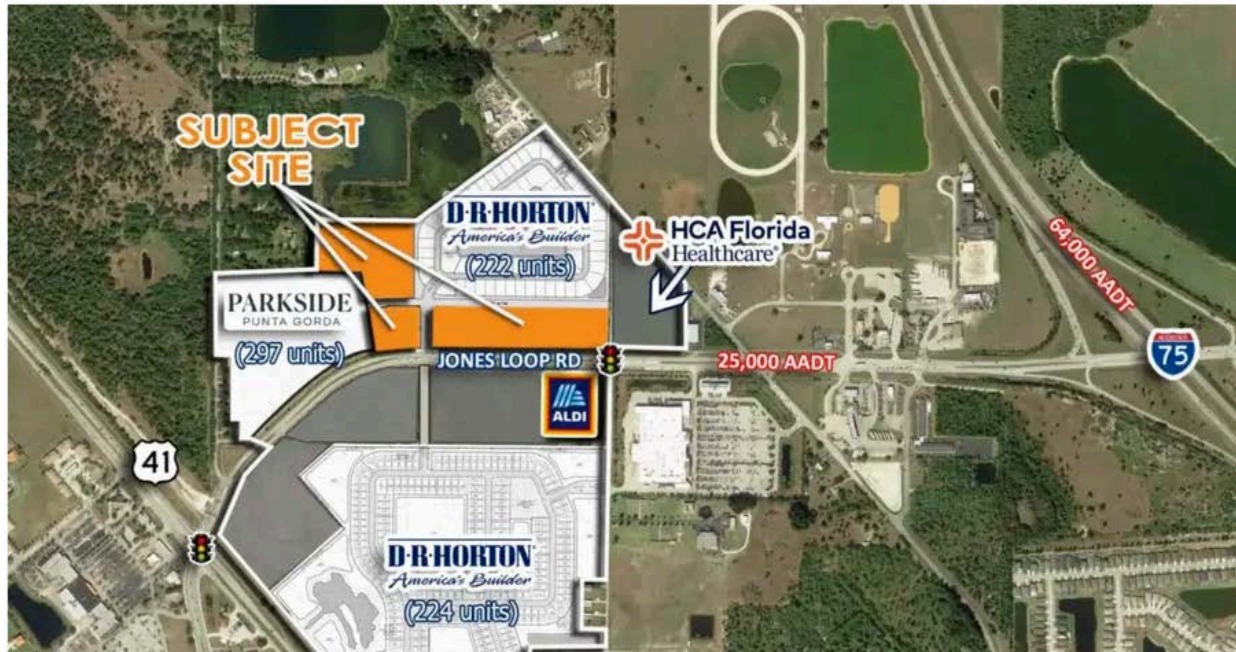 SUBJECT
SITE
D·R·HORTON®
America's Builder
(222 units)
HCA Florida
Healthcare®
PARKSIDE
PUNTA GORDA
(297 units)
JONES LOOP RD
25,000 AADT
64,000 AADT
75
ALDI
41
D·R·HORTON®
America's Builder
(224 units)